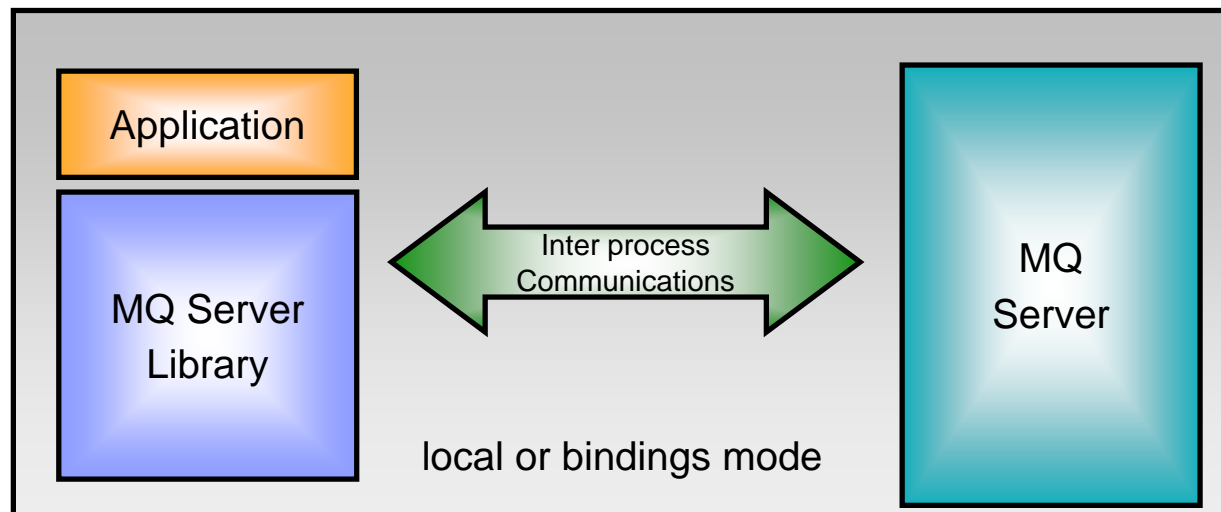 Application
MQ Server
Library
Inter process
Communications
MQ
Server
local or bindings mode